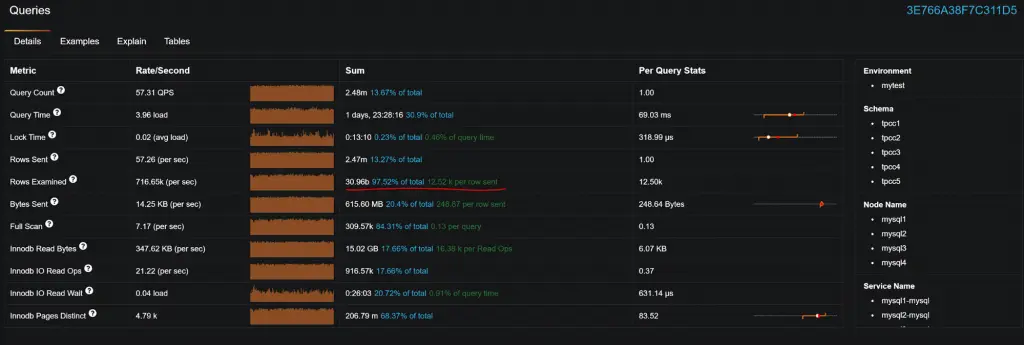 Queries 3E766A38F7C311D5
Details Examples Explain Tables
Metric Rate/Second Sum Per Query Stats
Query Count ? 57.31 QPS 2.48m 13.67% of total 1.00
Query Time ? 3.96 load 1 days, 23:28:16 30.9% of total 69.03 ms
Lock Time ? 0.02 (avg load) 0:13:10 0.23% of total 0.46% of query time 318.99 µs
Rows Sent ? 57.26 (per sec) 2.47m 13.27% of total 1.00
Rows Examined ? 716.65k (per sec) 30.96b 97.52% of total 12.52 k per row sent 12.50k
Bytes Sent ? 14.25 KB (per sec) 615.60 MB 20.4% of total 248.87 per row sent 248.64 Bytes
Full Scan ? 7.17 (per sec) 309.57k 84.31% of total 0.13 per query 0.13
Innodb Read Bytes ? 347.62 KB (per sec) 15.02 GB 17.66% of total 16.38 k per Read Ops 6.07 KB
Innodb IO Read Ops ? 21.22 (per sec) 916.57k 17.66% of total 0.37
Innodb IO Read Wait ? 0.04 load 0:26:03 20.72% of total 0.91% of query time 631.14 µs
Innodb Pages Distinct ? 4.79 k 206.79 m 68.37% of total 83.52
Environment
• mytest
Schema
• tpcc1
• tpcc2
• tpcc3
• tpcc4
• tpcc5
Node Name
• mysql1
• mysql2
• mysql3
• mysql4
Service Name
• mysql1-mysql
• mysql2-mysql